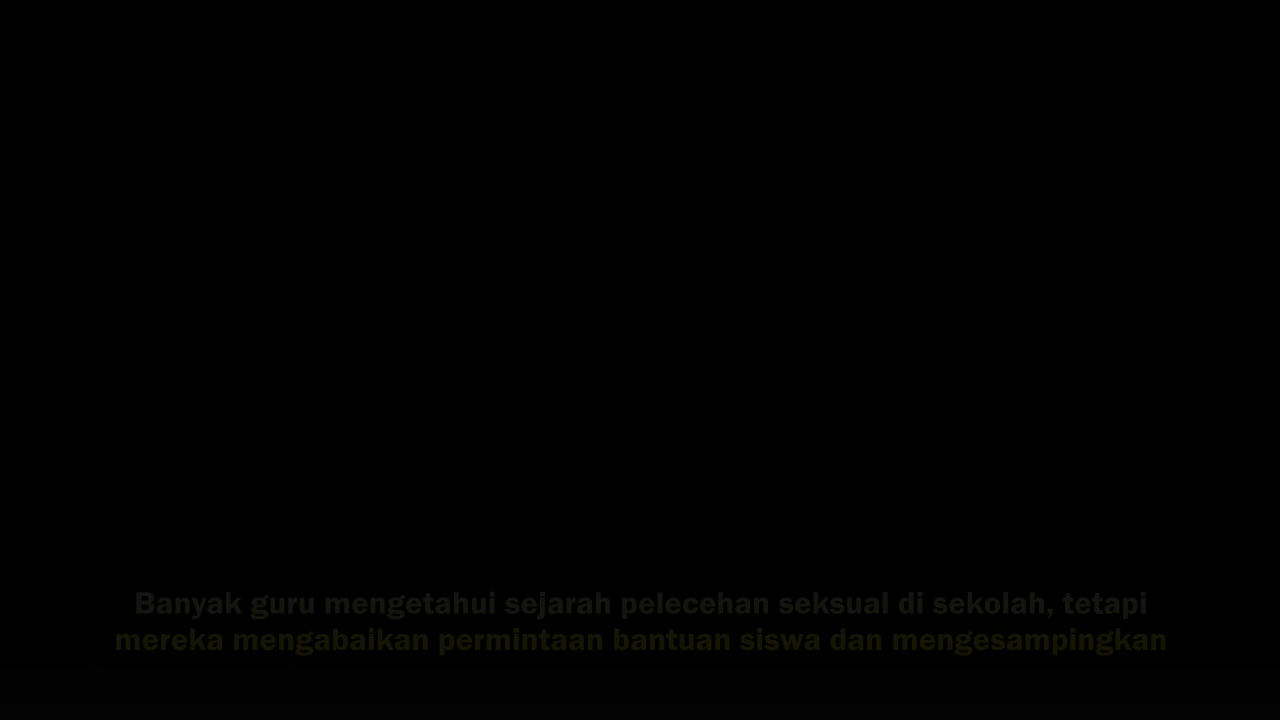 Banyak guru mengetahui sejarah pelecehan seksual di sekolah, tetapi
mereka mengabaikan permintaan bantuan siswa dan mengesampingkan